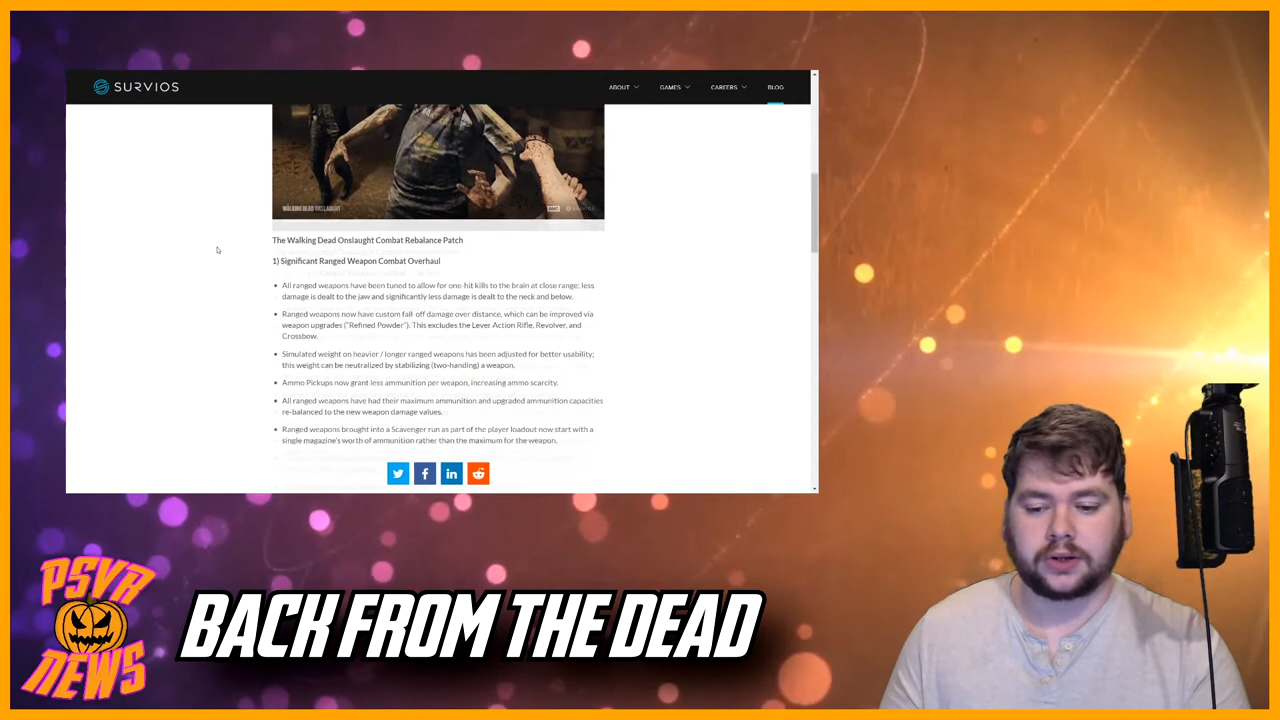 SURVIOS
ABOUT
GAMES
CAREERS
BLOG
THE WALKING DEAD ONSLAUGHT
AMC
SURVIOS
The Walking Dead Onslaught Combat Rebalance Patch
1) Significant Ranged Weapon Combat Overhaul
• All ranged weapons have been tuned to allow for one-hit kills to the brain at close range; less
damage is dealt to the jaw and significantly less damage is dealt to the neck and below.
• Ranged weapons now have custom fall-off damage over distance, which can be improved via
weapon upgrades ("Refined Powder"). This excludes the Lever Action Rifle, Revolver, and
Crossbow.
• Simulated weight on heavier / longer ranged weapons has been adjusted for better usability;
this weight can be neutralized by stabilizing (two-handing) a weapon.
• Ammo Pickups now grant less ammunition per weapon, increasing ammo scarcity.
• All ranged weapons have had their maximum ammunition and upgraded ammunition capacities
re-balanced to the new weapon damage values.
• Ranged weapons brought into a Scavenger run as part of the player loadout now start with a
single magazine's worth of ammunition rather than the maximum for the weapon.
PSVR
NEWS
BACK FROM THE DEAD